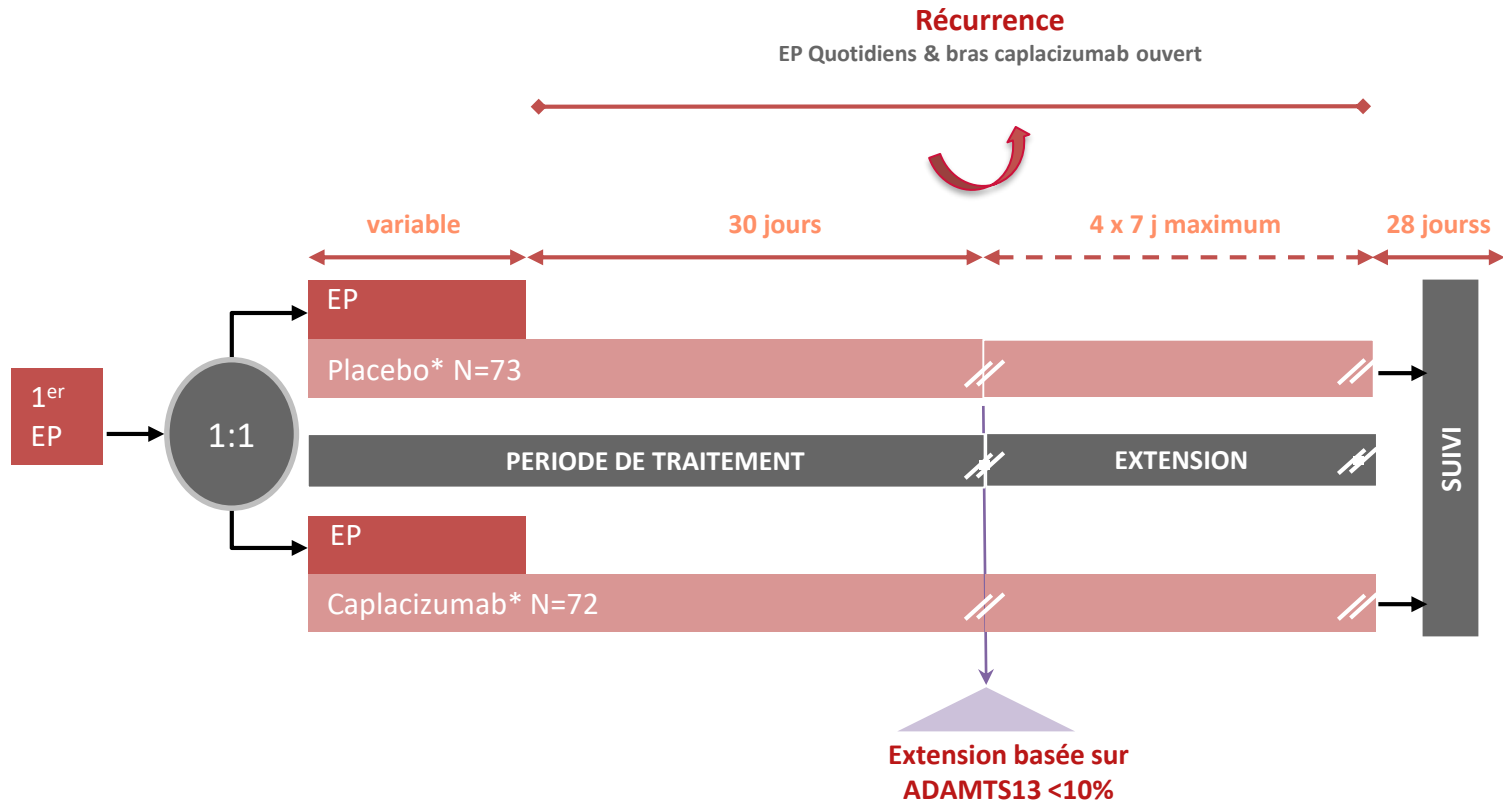 Récurrence
EP Quotidiens & bras caplacizumab ouvert
variable
30 jours
4 x 7 j maximum
28 jourss
EP
Placebo* N=73
1er
EP
1:1
PERIODE DE TRAITEMENT
EXTENSION
SUIVI
EP
Caplacizumab* N=72
Extension basée sur
ADAMTS13 <10%